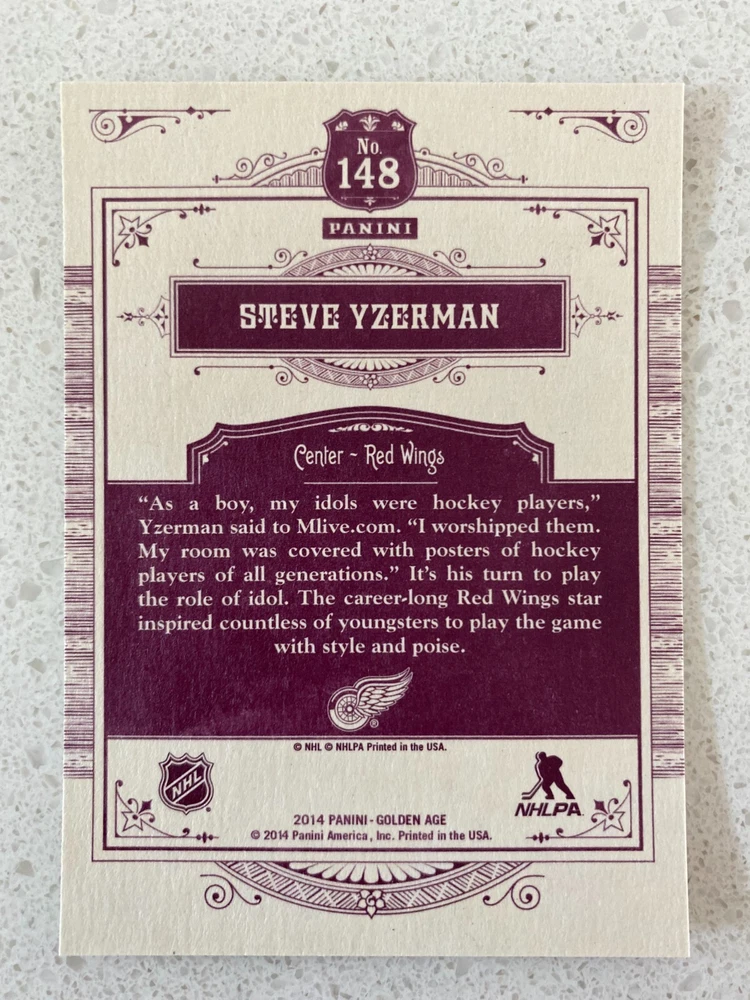 No.
148
PANINI
STEVE YZERMAN
Center ~ Red Wings
“As a boy, my idols were hockey players,”
Yzerman said to Mlive.com. “I worshipped them.
My room was covered with posters of hockey
players of all generations.” It’s his turn to play
the role of idol. The career-long Red Wings star
inspired countless of youngsters to play the game
with style and poise.
®
© NHL © NHLPA Printed in the USA.
NHL
NHLPA
2014 PANINI - GOLDEN AGE
© 2014 Panini America, Inc. Printed in the USA.